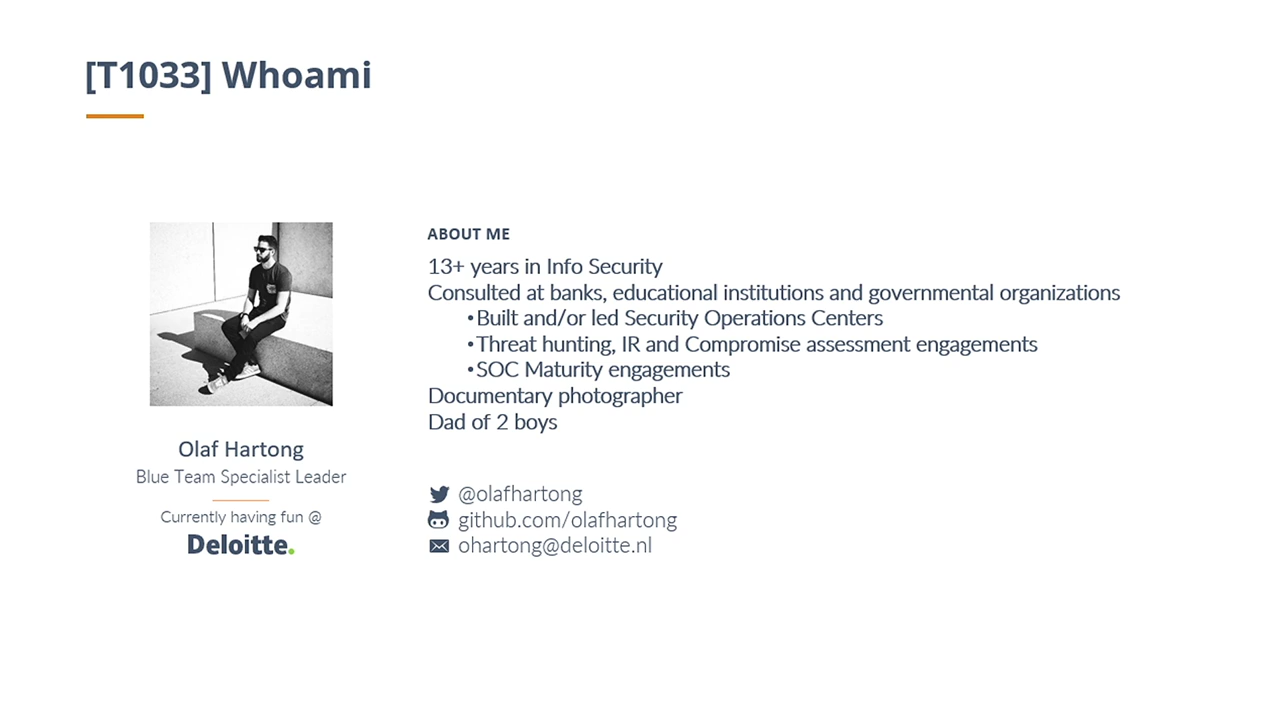 [T1033] Whoami
Olaf Hartong
Blue Team Specialist Leader
Currently having fun @
Deloitte.
ABOUT ME
13+ years in Info Security
Consulted at banks, educational institutions and governmental organizations
•Built and/or led Security Operations Centers
•Threat hunting, IR and Compromise assessment engagements
•SOC Maturity engagements
Documentary photographer
Dad of 2 boys
@olafhartong
github.com/olafhartong
ohartong@deloitte.nl